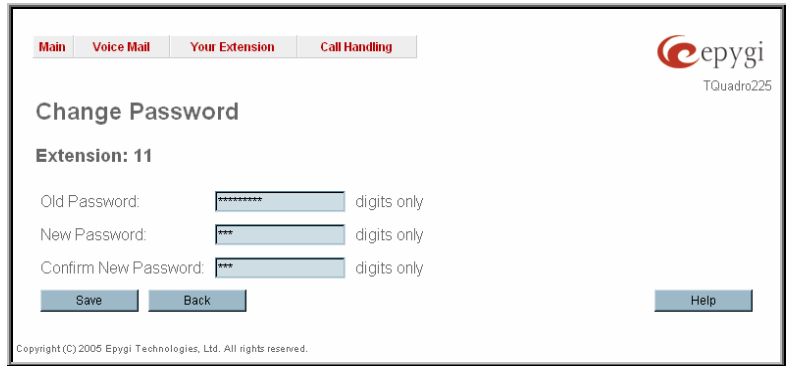 Main Voice Mail Your Extension Call Handling
epygi
TQuadro225
Change Password
Extension: 11
Old Password: ********* digits only
New Password: *** digits only
Confirm New Password: *** digits only
Save Back Help
Copyright (C) 2005 Epygi Technologies, Ltd. All rights reserved.